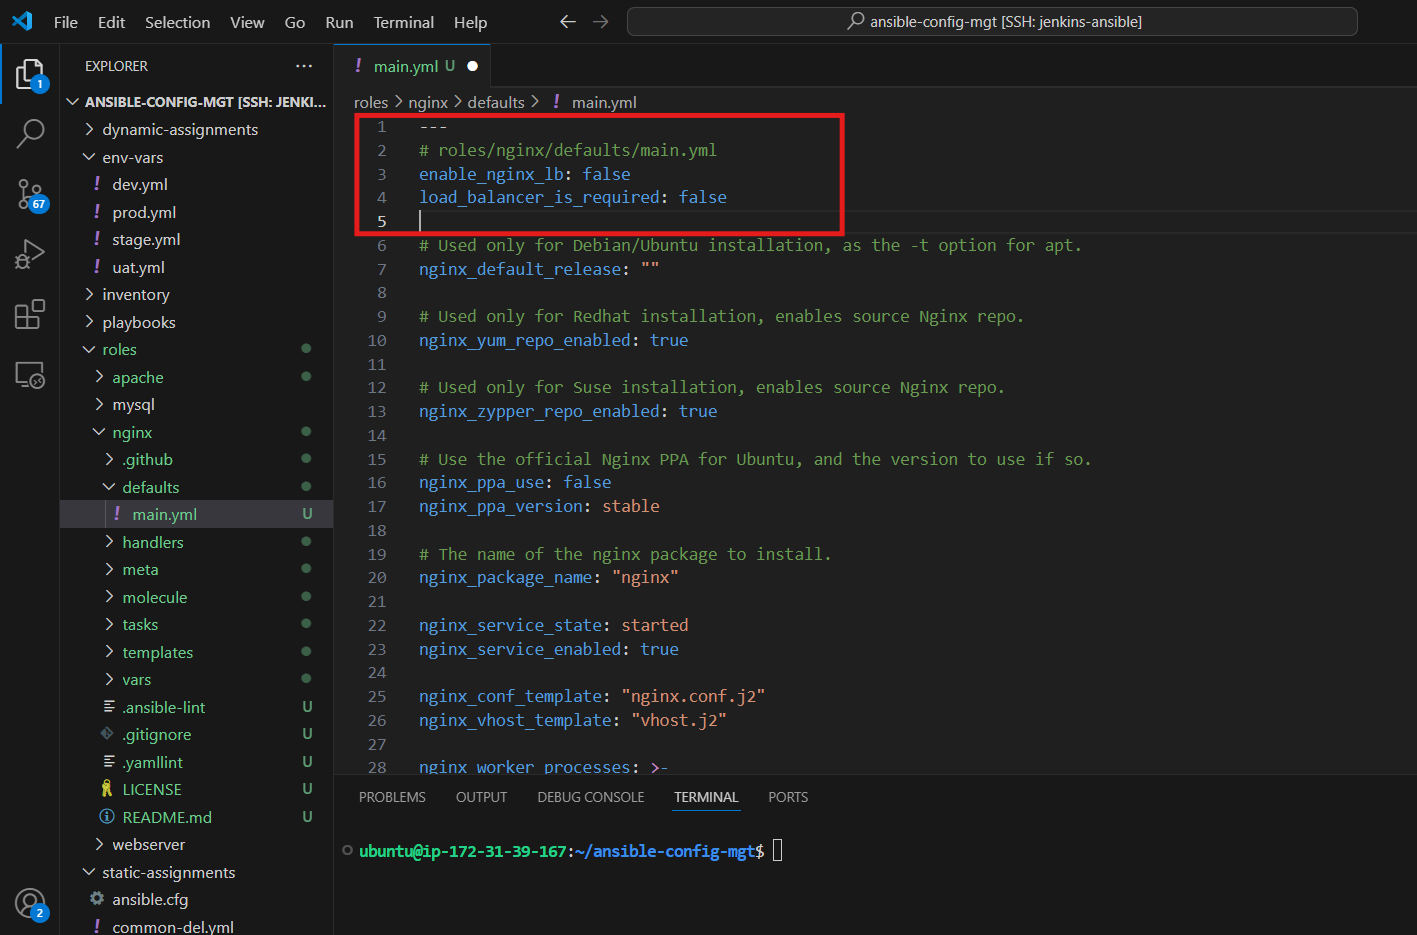 File Edit Selection View Go Run Terminal Help
ansible-config-mgt [SSH: jenkins-ansible]
EXPLORER
1
ANSIBLE-CONFIG-MGT [SSH: JENKI...
dynamic-assignments
env-vars
! dev.yml
! prod.yml
! stage.yml
67
! uat.yml
inventory
playbooks
roles
apache
mysql
nginx
.github
defaults
! main.yml U
handlers
meta
molecule
tasks
templates
vars
.ansible-lint U
.gitignore U
.yamllint U
LICENSE U
README.md U
webserver
static-assignments
ansible.cfg
2
! common-del.yml
! main.yml U
roles > nginx > defaults > ! main.yml
1 ---
2 # roles/nginx/defaults/main.yml
3 enable_nginx_lb: false
4 load_balancer_is_required: false
5
6 # Used only for Debian/Ubuntu installation, as the -t option for apt.
7 nginx_default_release: ""
8
9 # Used only for Redhat installation, enables source Nginx repo.
10 nginx_yum_repo_enabled: true
11
12 # Used only for Suse installation, enables source Nginx repo.
13 nginx_zypper_repo_enabled: true
14
15 # Use the official Nginx PPA for Ubuntu, and the version to use if so.
16 nginx_ppa_use: false
17 nginx_ppa_version: stable
18
19 # The name of the nginx package to install.
20 nginx_package_name: "nginx"
21
22 nginx_service_state: started
23 nginx_service_enabled: true
24
25 nginx_conf_template: "nginx.conf.j2"
26 nginx_vhost_template: "vhost.j2"
27
28 nginx_worker_processes: >-
PROBLEMS OUTPUT DEBUG CONSOLE TERMINAL PORTS
ubuntu@ip-172-31-39-167:~/ansible-config-mgt$